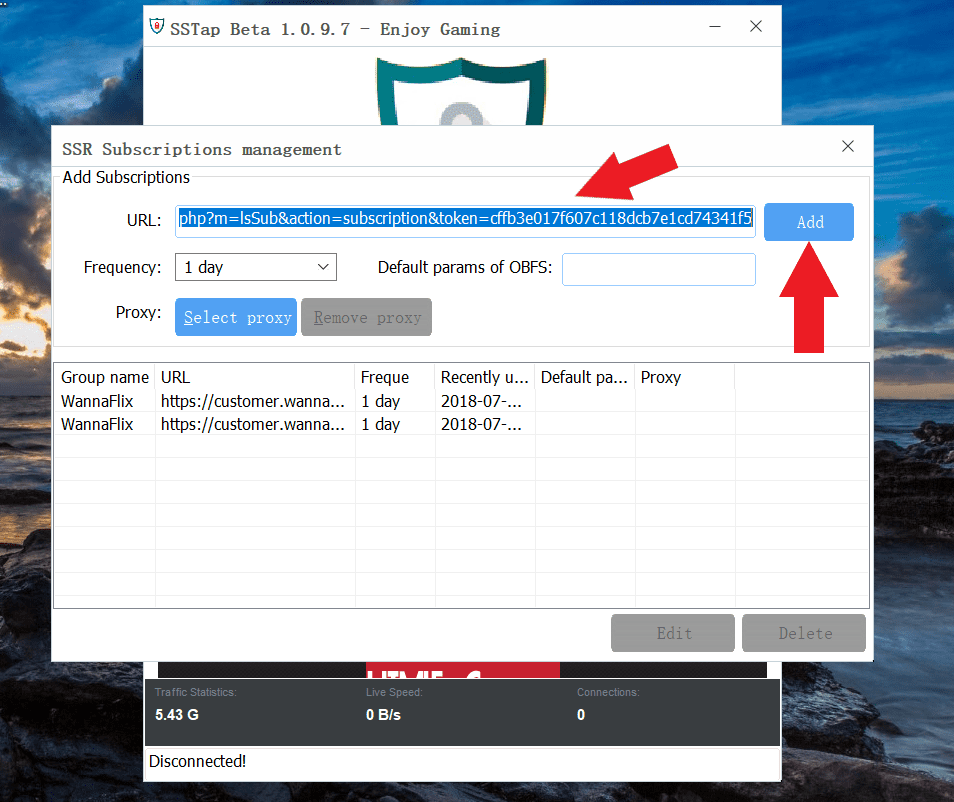 SSTap Beta 1.0.9.7 - Enjoy Gaming
SSR Subscriptions management
Add Subscriptions
URL: php?m=lsSub&action=subscription&token=cffb3e017f607c118dcb7e1cd74341f5 Add
Frequency: 1 day Default params of OBFS:
Proxy: Select proxy Remove proxy
Group name URL Freque Recently u... Default pa... Proxy
WannaFlix https://customer.wanna... 1 day 2018-07-...
WannaFlix https://customer.wanna... 1 day 2018-07-...
Edit Delete
Traffic Statistics: Live Speed: Connections:
5.43 G 0 B/s 0
Disconnected!